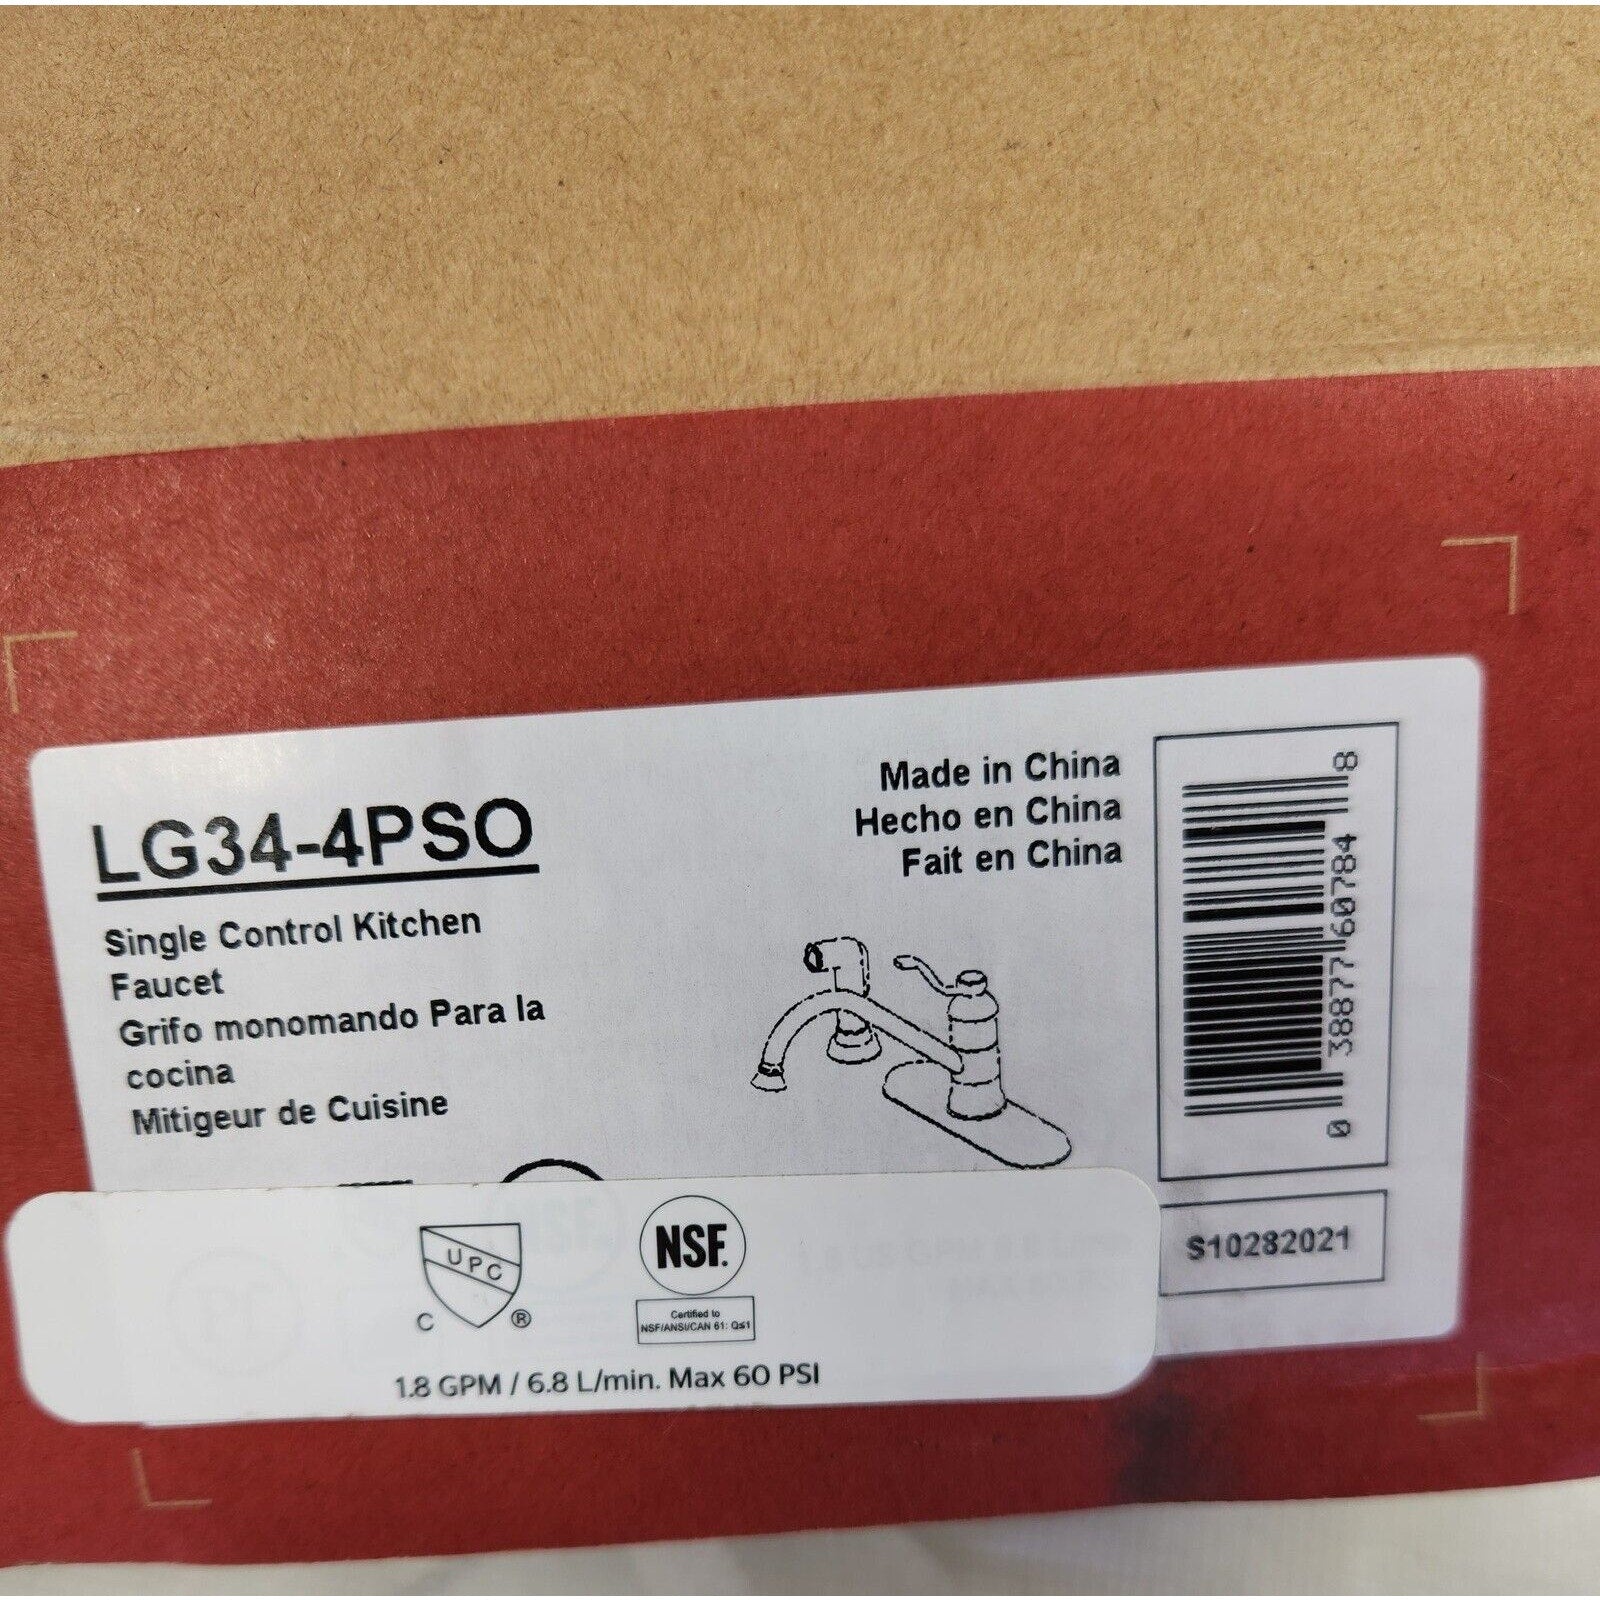 LG34-4PSO
Single Control Kitchen
Faucet
Grifo monomando Para la
cocina
Mitigeur de Cuisine
Made in China
Hecho en China
Fait en China
0 38877 60784 8
S10282021
UPC
C ®
NSF.
Certified to
NSF/ANSI/CAN 61: Q≤1
1.8 GPM / 6.8 L/min. Max 60 PSI